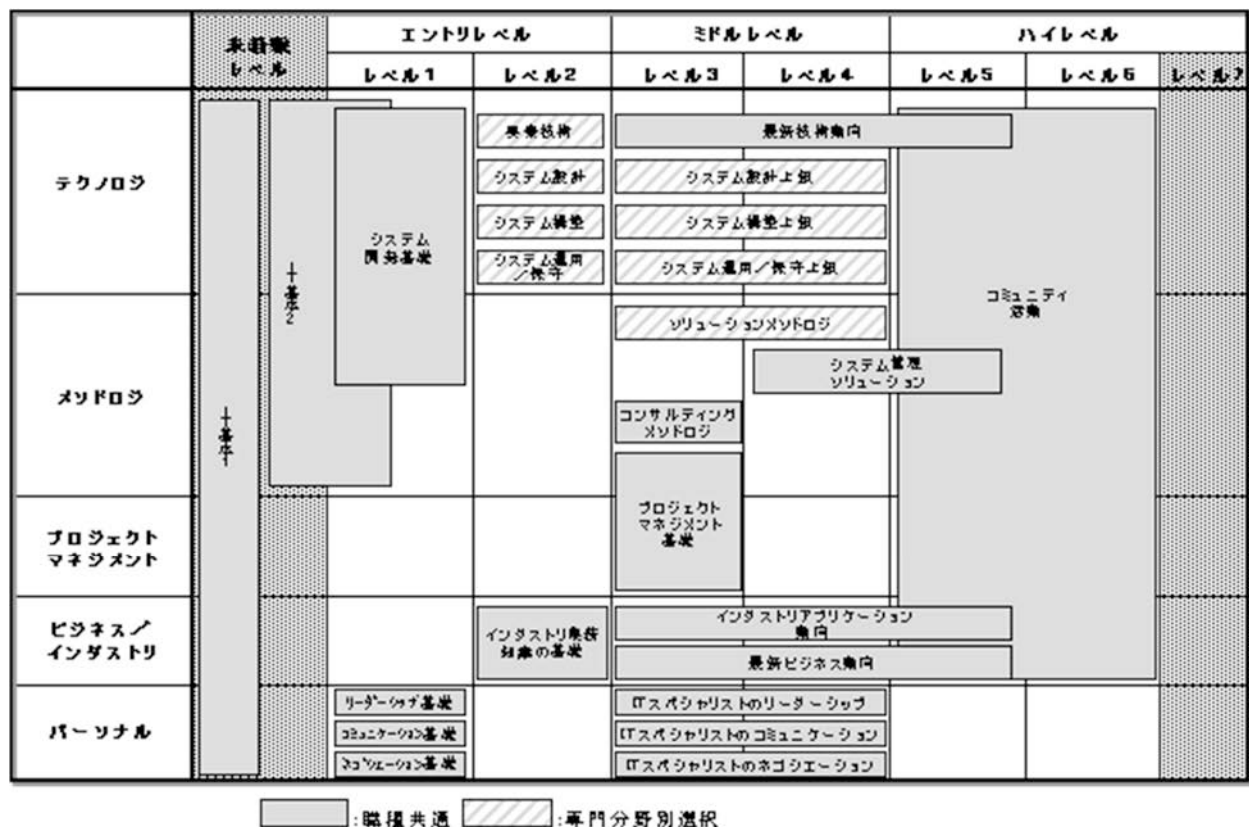 未経験
レベル
エントリレベル
ミドルレベル
ハイレベル
レベル1
レベル2
レベル3
レベル4
レベル5
レベル6
レベル7
テクノロジ
メソドロジ
プロジェクト
マネジメント
ビジネス/
インダストリ
パーソナル
IT基礎1
IT基礎2
システム
開発基礎
要素技術
システム設計
システム構築
システム運用
/保守
最新技術動向
システム設計上級
システム構築上級
システム運用/保守上級
ソリューションメソドロジ
システム管理
ソリューション
コンサルティング
メソドロジ
プロジェクト
マネジメント
基礎
コミュニティ
活動
インダストリ業務
知識の基礎
インダストリアプリケーション
動向
最新ビジネス動向
リーダーシップ基礎
コミュニケーション基礎
ネゴシエーション基礎
ITスペシャリストのリーダーシップ
ITスペシャリストのコミュニケーション
ITスペシャリストのネゴシエーション
:職種共通
:専門分野別選択